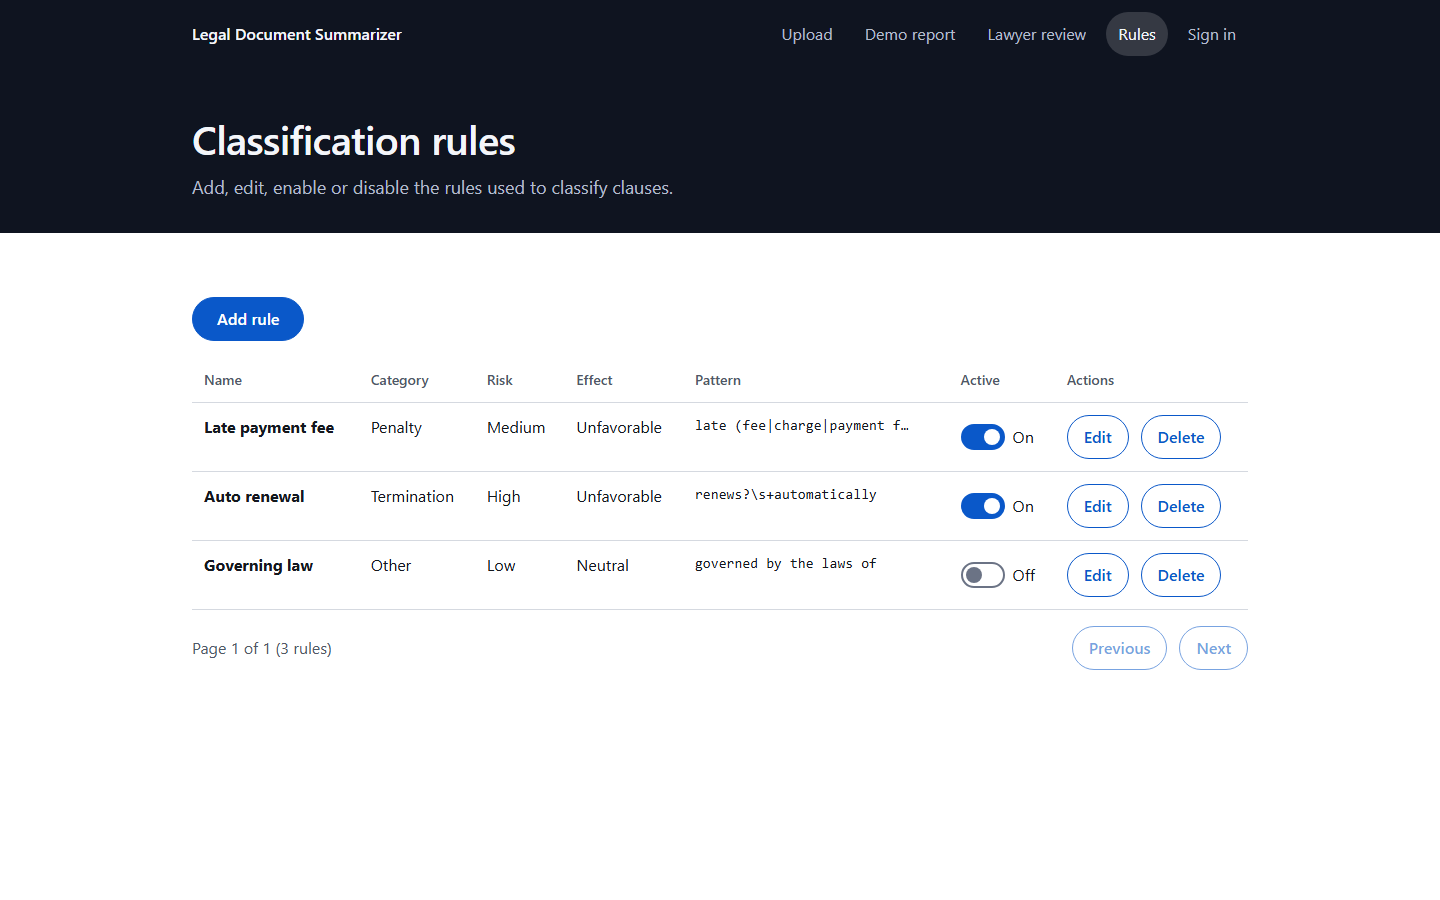 Legal Document Summarizer Upload Demo report Lawyer review Rules Sign in
Classification rules
Add, edit, enable or disable the rules used to classify clauses.
Add rule
Name Category Risk Effect Pattern Active Actions
Late payment fee Penalty Medium Unfavorable late (fee|charge|payment f… On Edit Delete
Auto renewal Termination High Unfavorable renews?\s+automatically On Edit Delete
Governing law Other Low Neutral governed by the laws of Off Edit Delete
Page 1 of 1 (3 rules) Previous Next